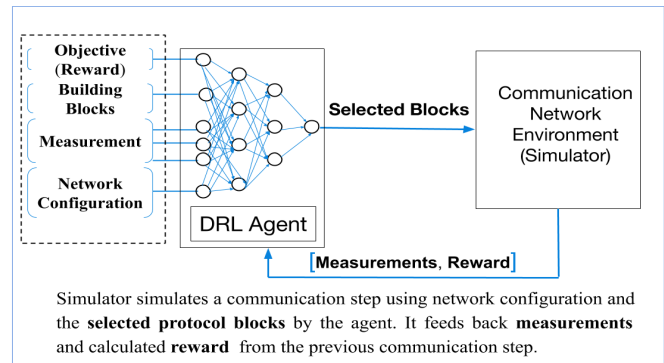 Objective
(Reward)
Building
Blocks
Measurement
Network
Configuration
DRL Agent
Selected Blocks
Communication
Network
Environment
(Simulator)
[Measurements, Reward]
Simulator simulates a communication step using network configuration and
the selected protocol blocks by the agent. It feeds back measurements
and calculated reward from the previous communication step.